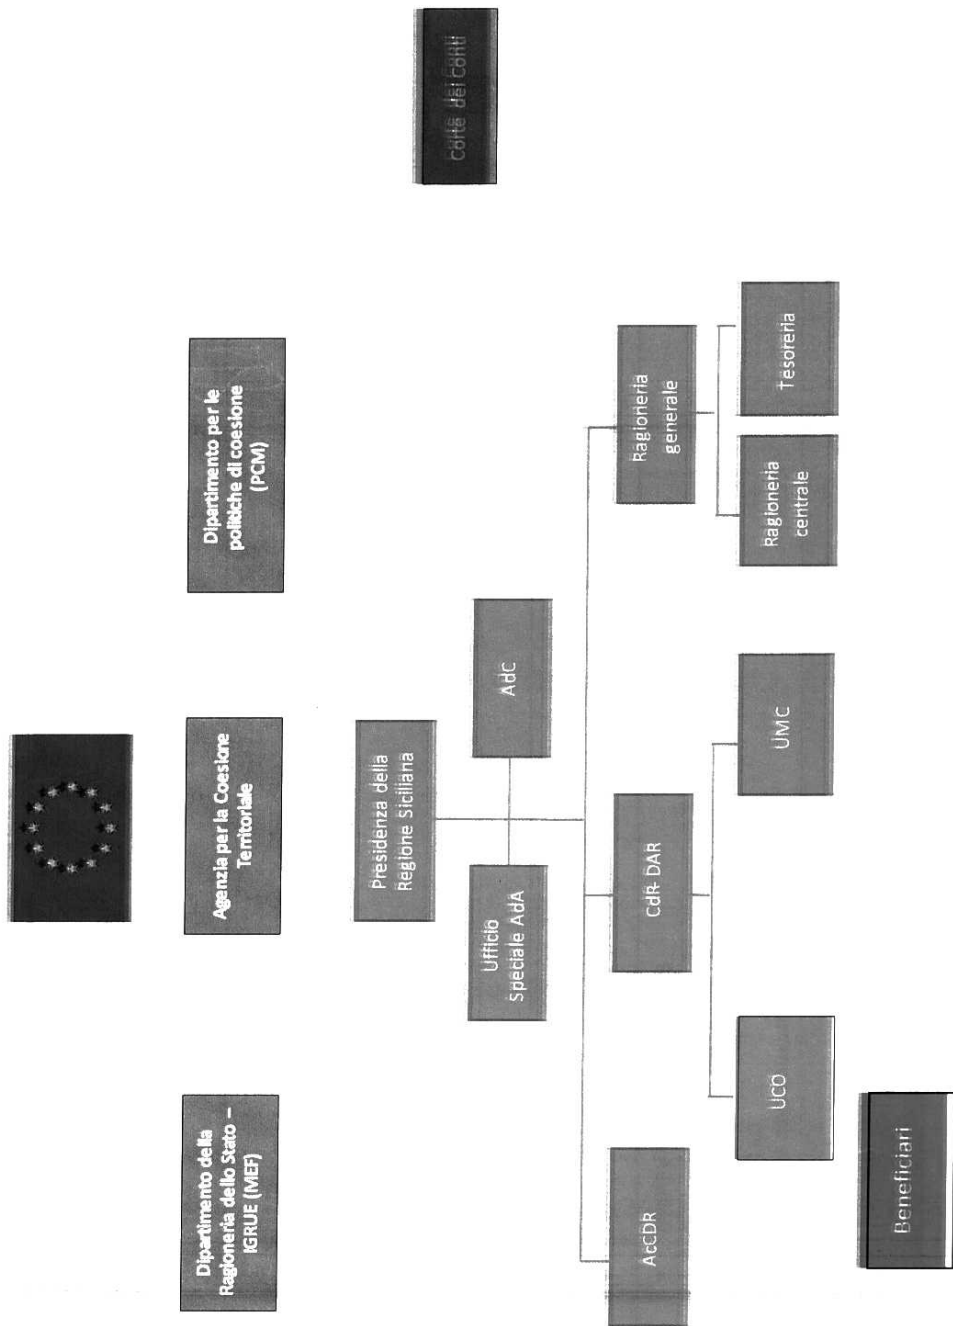 Dipartimento della
Ragioneria dello Stato –
IGRUE (MEF)
Agenzia per la Coesione
Territoriale
Dipartimento per le
politiche di coesione
(PCM)
Corte dei Conti
Presidenza della
Regione Siciliana
Ufficio
Speciale AdA
AdC
AcCDR
CdR- DAR
Ragioneria
generale
UCO
UMC
Ragioneria
centrale
Tesoreria
Beneficiari